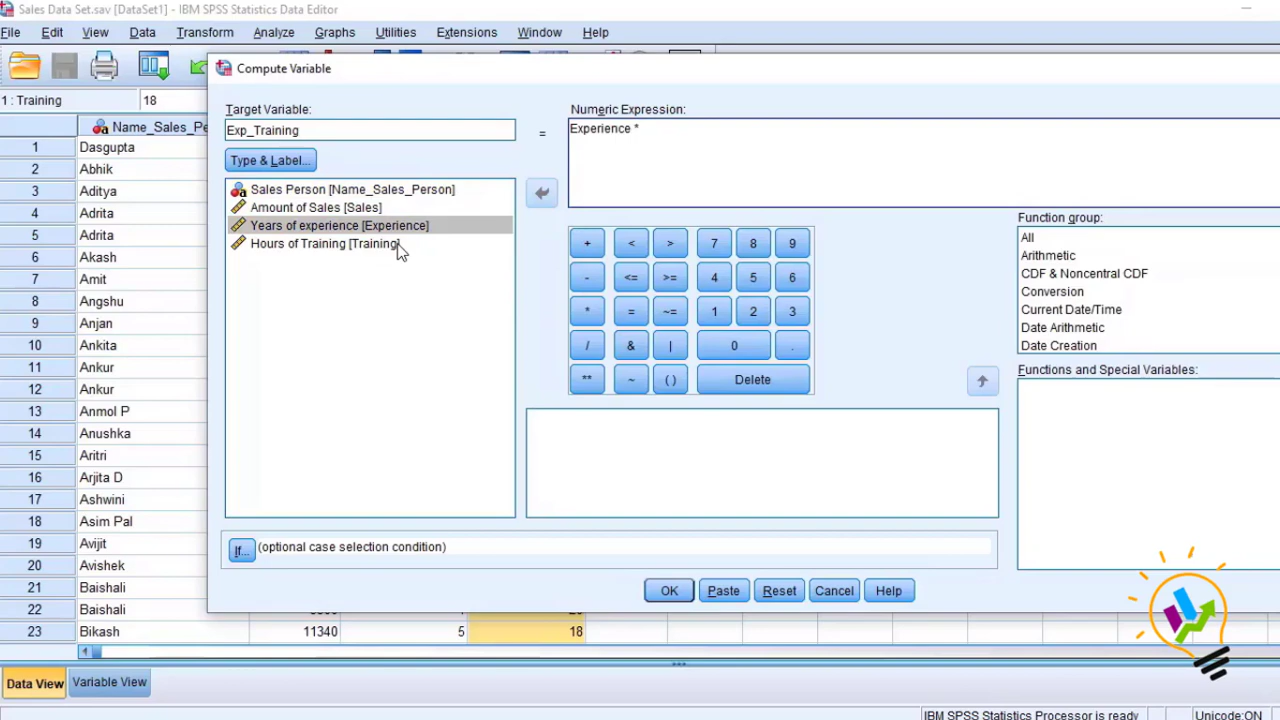 Sales Data Set.sav [DataSet1] - IBM SPSS Statistics Data Editor
File Edit View Data Transform Analyze Graphs Utilities Extensions Window Help
Compute Variable
1 : Training 18
Target Variable:
Exp_Training
=
Numeric Expression:
Experience *
Type & Label...
Sales Person [Name_Sales_Person]
Amount of Sales [Sales]
Years of experience [Experience]
Hours of Training [Training]
+ < > 7 8 9
- <= >= 4 5 6
* = ~= 1 2 3
/ & | 0 .
** ~ ( ) Delete
Function group:
All
Arithmetic
CDF & Noncentral CDF
Conversion
Current Date/Time
Date Arithmetic
Date Creation
Functions and Special Variables:
If... (optional case selection condition)
OK Paste Reset Cancel Help
Name_Sales_Pe
1 Dasgupta
2 Abhik
3 Aditya
4 Adrita
5 Adrita
6 Akash
7 Amit
8 Angshu
9 Anjan
10 Ankita
11 Ankur
12 Ankur
13 Anmol P
14 Anushka
15 Aritri
16 Arjita D
17 Ashwini
18 Asim Pal
19 Avijit
20 Avishek
21 Baishali
22 Baishali
23 Bikash 11340 5 18
Data View Variable View
IBM SPSS Statistics Processor is ready Unicode:ON